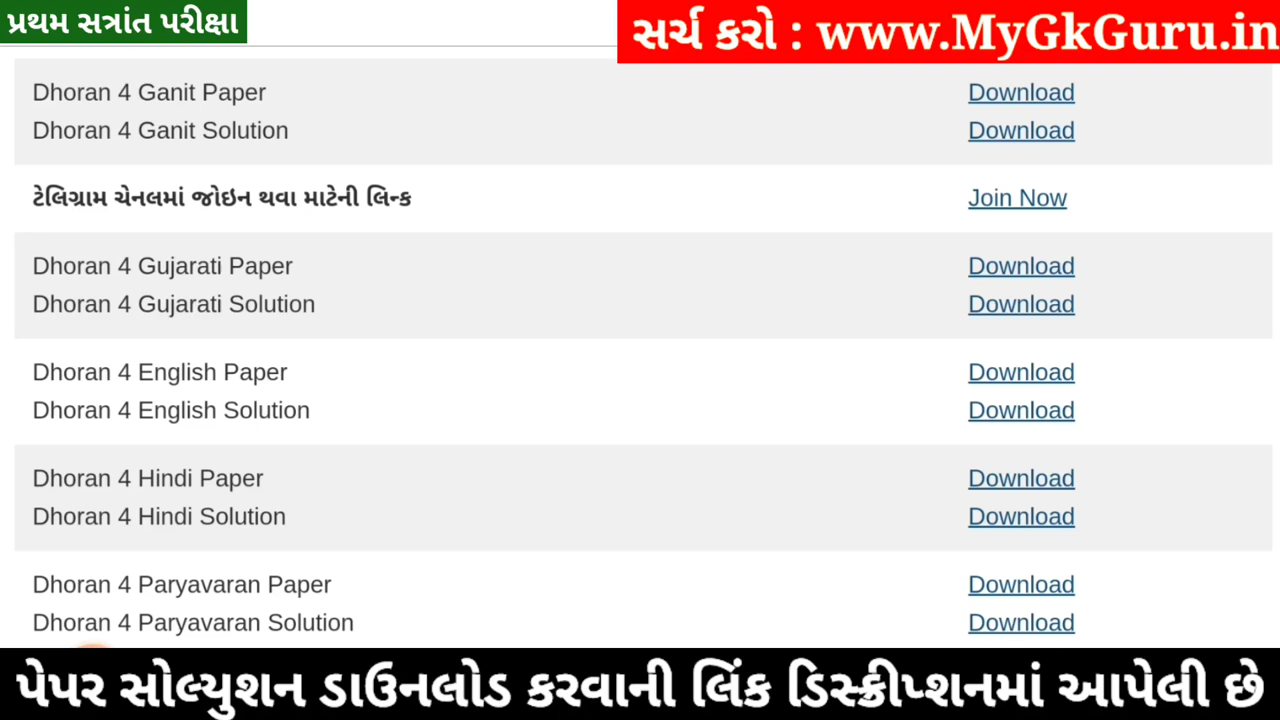 પ્રથમ સત્રાંત પરીક્ષા
સર્ચ કરો : www.MyGkGuru.in
Dhoran 4 Ganit Paper Download
Dhoran 4 Ganit Solution Download
ટેલિગ્રામ ચેનલમાં જોઇન થવા માટેની લિન્ક Join Now
Dhoran 4 Gujarati Paper Download
Dhoran 4 Gujarati Solution Download
Dhoran 4 English Paper Download
Dhoran 4 English Solution Download
Dhoran 4 Hindi Paper Download
Dhoran 4 Hindi Solution Download
Dhoran 4 Paryavaran Paper Download
Dhoran 4 Paryavaran Solution Download
પેપર સોલ્યુશન ડાઉનલોડ કરવાની લિંક ડિસ્ક્રીપ્શનમાં આપેલી છે